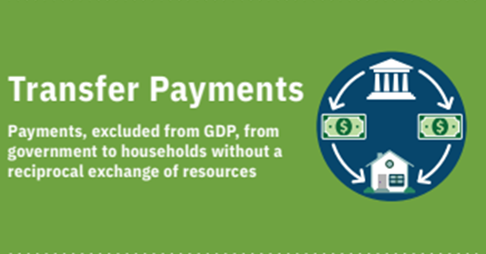 Transfer Payments
Payments, excluded from GDP, from
government to households without a
reciprocal exchange of resources
$ $